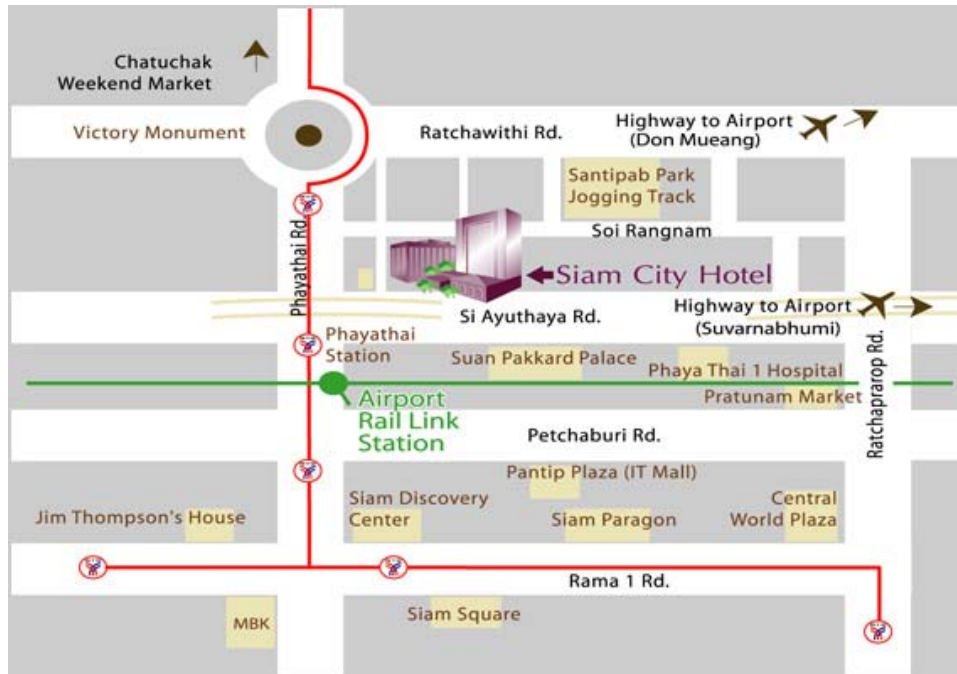 Chatuchak
Weekend Market
Victory Monument
Ratchawithi Rd.
Highway to Airport
(Don Mueang)
Santipab Park
Jogging Track
Soi Rangnam
Phayathai Rd.
Siam City Hotel
Si Ayuthaya Rd.
Highway to Airport
(Suvarnabhumi)
Phayathai
Station
Suan Pakkard Palace
Phaya Thai 1 Hospital
Pratunam Market
Ratchaprarop Rd.
Airport
Rail Link
Station
Petchaburi Rd.
Pantip Plaza (IT Mall)
Siam Discovery
Center
Siam Paragon
Central
World Plaza
Jim Thompson's House
Rama 1 Rd.
MBK
Siam Square